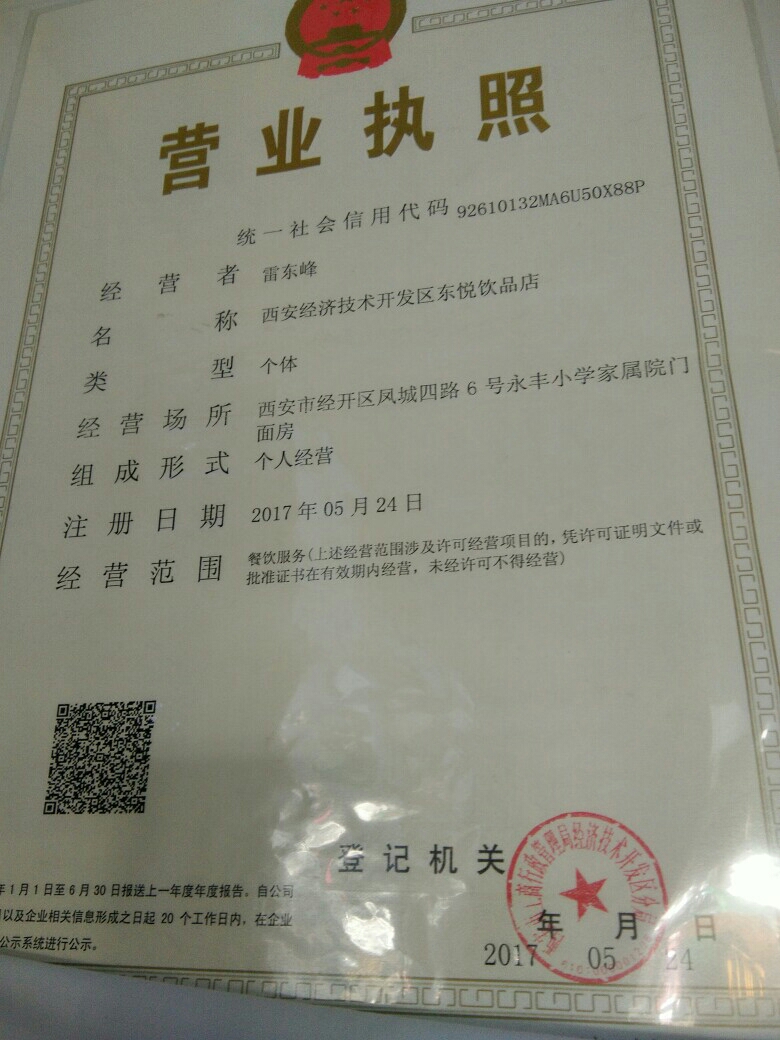 营业执照
统一社会信用代码 92610132MA6U50X88P
经营者 雷东峰
名称 西安经济技术开发区东悦饮品店
类型 个体
经营场所 西安市经开区凤城四路6号永丰小学家属院门
面房
组成形式 个人经营
注册日期 2017年05月24日
经营范围 餐饮服务(上述经营范围涉及许可经营项目的,凭许可证明文件或
批准证书在有效期内经营,未经许可不得经营)
登记机关
工商行政管理局经济技术开发区分局
年1月1日至6月30日报送上一年度年度报告。自公司
以及企业相关信息形成之日起20个工作日内,在企业
公示系统进行公示。
年 月 日
2017 05 24